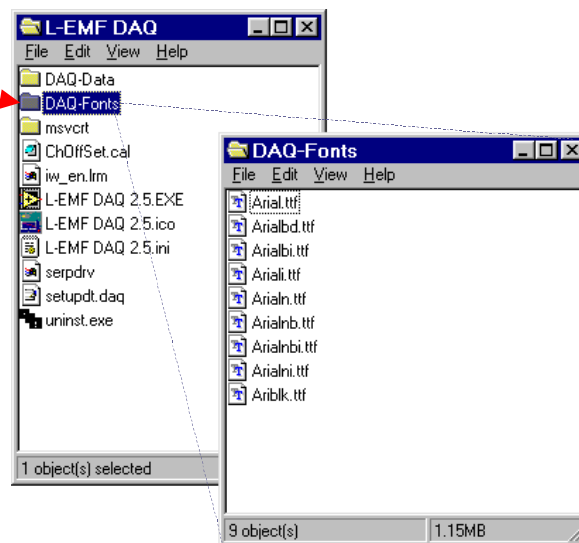 L-EMF DAQ
File Edit View Help
DAQ-Data
DAQ-Fonts
msvcrt
ChOffSet.cal
iw_en.lrm
L-EMF DAQ 2.5.EXE
L-EMF DAQ 2.5.ico
L-EMF DAQ 2.5.ini
serpdrv
setupdt.daq
uninst.exe
1 object(s) selected
DAQ-Fonts
File Edit View Help
Arial.ttf
Arialbd.ttf
Arialbi.ttf
Ariali.ttf
Arialn.ttf
Arialnb.ttf
Arialnbi.ttf
Arialni.ttf
Ariblk.ttf
9 object(s) 1.15MB